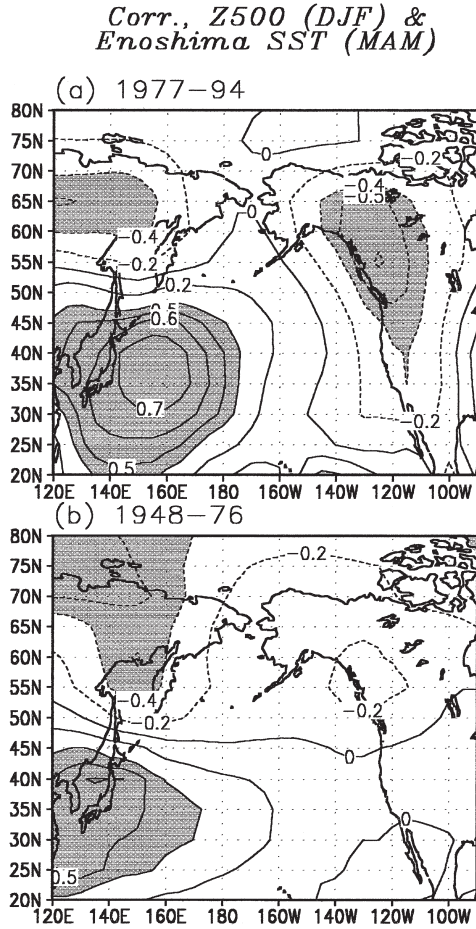 Corr., Z500 (DJF) &
Enoshima SST (MAM)
(a) 1977−94
80N
75N
70N
65N
60N
55N
50N
45N
40N
35N
30N
25N
20N
0
−0.2
−0.4
−0.5
0
−0.4
−0.2
0.2
0.5
0.6
0.7
−0.2
0.5
120E 140E 160E 180 160W 140W 120W 100W
(b) 1948−76
80N
75N
70N
65N
60N
55N
50N
45N
40N
35N
30N
25N
20N
−0.2
−0.4
−0.2
−0.2
0
0
0.5
120E 140E 160E 180 160W 140W 120W 100W